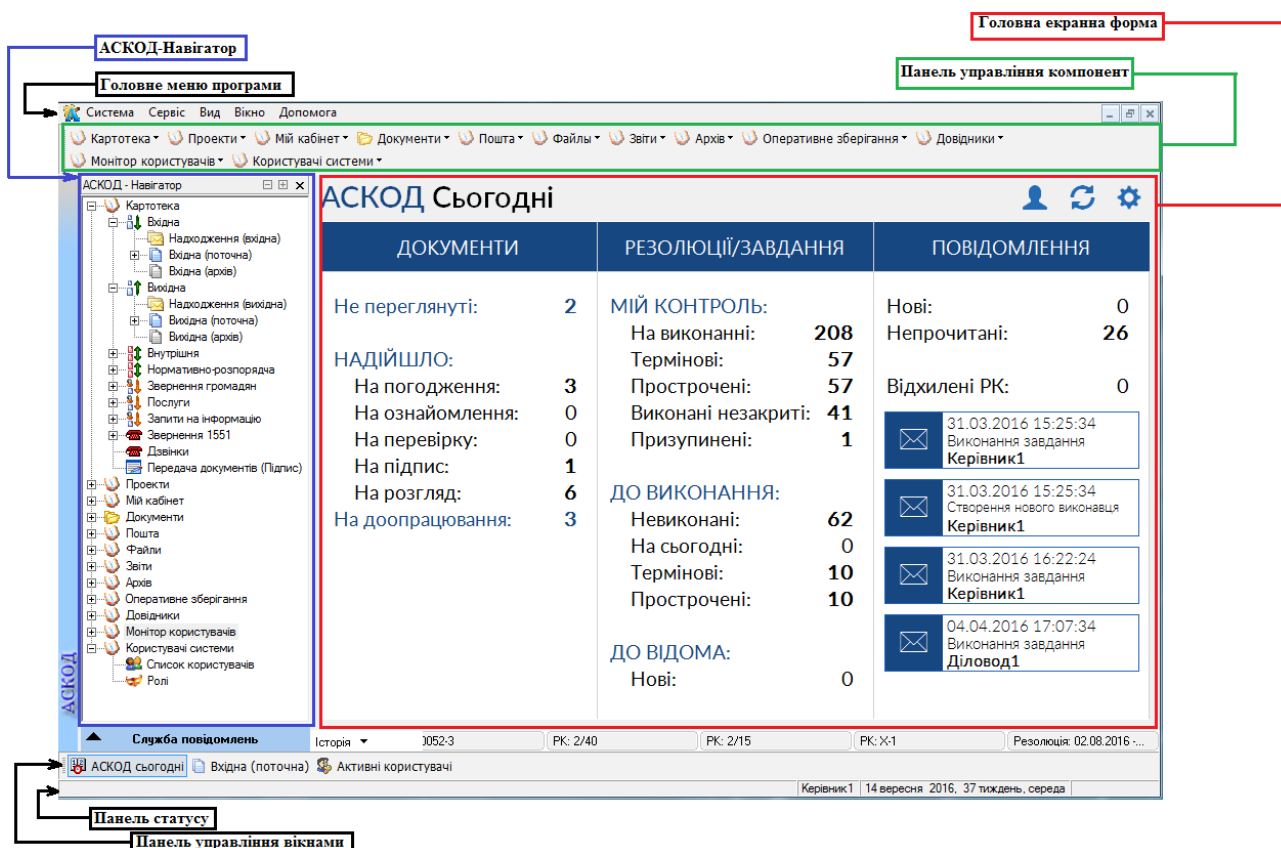 Головна екранна форма
АСКОД-Навігатор
Панель управління компонент
Головне меню програми
Система Сервіс Вид Вікно Допомога
Картотека Проекти Мій кабінет Документи Пошта Файлы Звіти Архів Оперативне зберігання Довідники
Монітор користувачів Користувачі системи
АСКОД - Навігатор
Картотека
Вхідна
Надходження (вхідна)
Вхідна (поточна)
Вхідна (архів)
Вихідна
Надходження (вихідна)
Вихідна (поточна)
Вихідна (архів)
Внутрішня
Нормативно-розпорядча
Звернення громадян
Послуги
Запити на інформацію
Звернення 1551
Дзвінки
Передача документів (Підпис)
Проекти
Мій кабінет
Документи
Пошта
Файли
Звіти
Архів
Оперативне зберігання
Довідники
Монітор користувачів
Користувачі системи
Список користувачів
Ролі
АСКОД
Служба повідомлень
АСКОД Сьогодні
ДОКУМЕНТИ
Не переглянуті: 2
НАДІЙШЛО:
На погодження: 3
На ознайомлення: 0
На перевірку: 0
На підпис: 1
На розгляд: 6
На доопрацювання: 3
РЕЗОЛЮЦІЇ/ЗАВДАННЯ
МІЙ КОНТРОЛЬ:
На виконанні: 208
Термінові: 57
Прострочені: 57
Виконані незакриті: 41
Призупинені: 1
ДО ВИКОНАННЯ:
Невиконані: 62
На сьогодні: 0
Термінові: 10
Прострочені: 10
ДО ВІДОМА:
Нові: 0
ПОВІДОМЛЕННЯ
Нові: 0
Непрочитані: 26
Відхилені РК: 0
31.03.2016 15:25:34
Виконання завдання
Керівник1
31.03.2016 15:25:34
Створення нового виконавця
Керівник1
31.03.2016 16:22:24
Виконання завдання
Керівник1
04.04.2016 17:07:34
Виконання завдання
Діловод1
Історія 0052-3 РК: 2/40 РК: 2/15 РК: Х-1 Резолюція: 02.08.2016 -...
АСКОД сьогодні Вхідна (поточна) Активні користувачі
Керівник1 14 вересня 2016, 37 тиждень, середа
Панель статусу
Панель управління вікнами